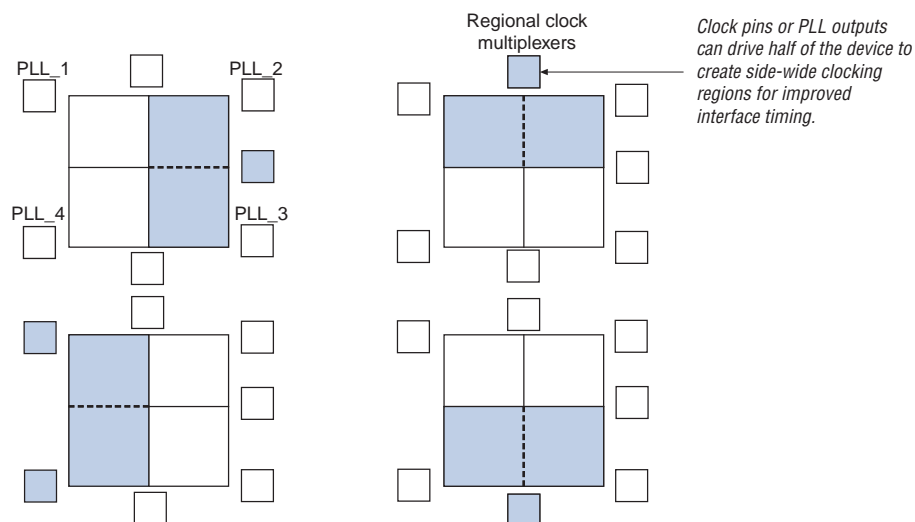 Regional clock
multiplexers
Clock pins or PLL outputs
can drive half of the device to
create side-wide clocking
regions for improved
interface timing.
PLL_1
PLL_2
PLL_4
PLL_3